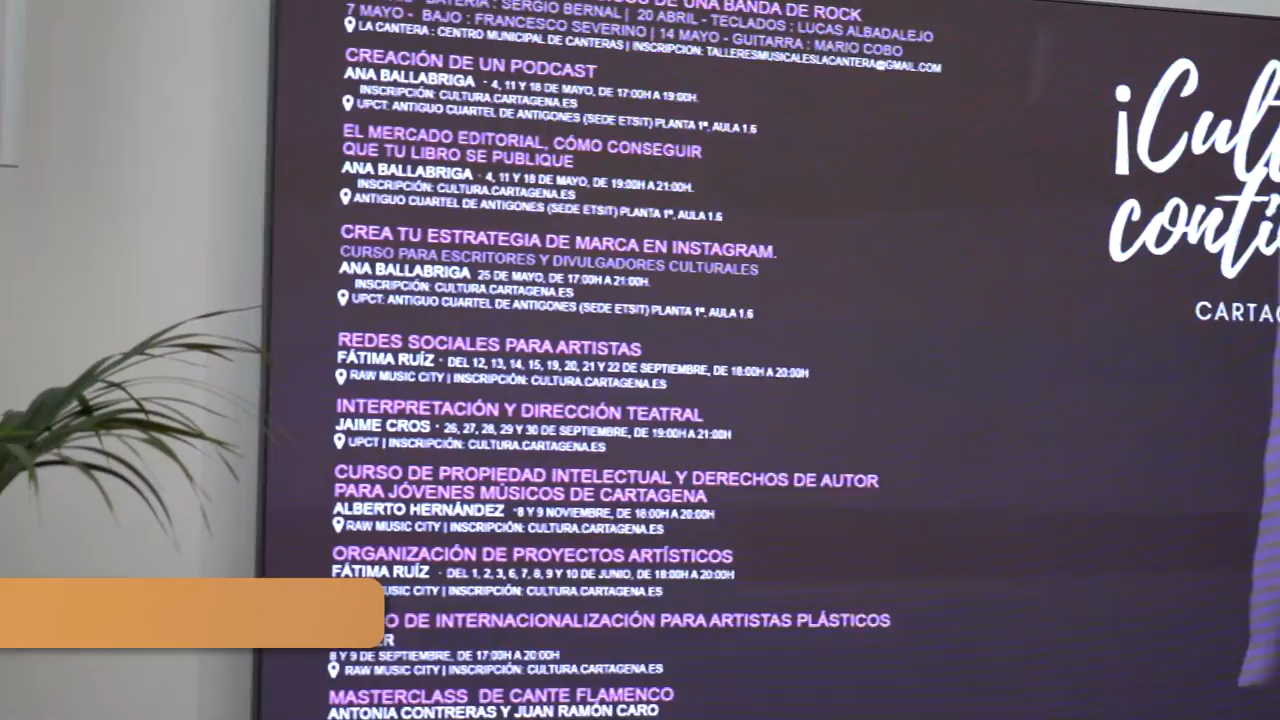 DE UNA BANDA DE ROCK
BATERÍA : SERGIO BERNAL | 20 ABRIL - TECLADOS : LUCAS ALBADALEJO
7 MAYO - BAJO : FRANCESCO SEVERINO | 14 MAYO - GUITARRA : MARIO COBO
LA CANTERA : CENTRO MUNICIPAL DE CANTERAS | INSCRIPCION: TALLERESMUSICALESLACANTERA@GMAIL.COM
CREACIÓN DE UN PODCAST
ANA BALLABRIGA · 4, 11 Y 18 DE MAYO, DE 17:00H A 19:00H.
INSCRIPCIÓN: CULTURA.CARTAGENA.ES
UPCT: ANTIGUO CUARTEL DE ANTIGONES (SEDE ETSIT) PLANTA 1ª, AULA 1.6
EL MERCADO EDITORIAL, CÓMO CONSEGUIR
QUE TU LIBRO SE PUBLIQUE
ANA BALLABRIGA · 4, 11 Y 18 DE MAYO, DE 19:00H A 21:00H.
INSCRIPCIÓN: CULTURA.CARTAGENA.ES
ANTIGUO CUARTEL DE ANTIGONES (SEDE ETSIT) PLANTA 1ª, AULA 1.6
CREA TU ESTRATEGIA DE MARCA EN INSTAGRAM.
CURSO PARA ESCRITORES Y DIVULGADORES CULTURALES
ANA BALLABRIGA 25 DE MAYO, DE 17:00H A 21:00H.
INSCRIPCIÓN: CULTURA.CARTAGENA.ES
UPCT: ANTIGUO CUARTEL DE ANTIGONES (SEDE ETSIT) PLANTA 1ª, AULA 1.6
REDES SOCIALES PARA ARTISTAS
FÁTIMA RUÍZ · DEL 12, 13, 14, 15, 19, 20, 21 Y 22 DE SEPTIEMBRE, DE 18:00H A 20:00H
RAW MUSIC CITY | INSCRIPCIÓN: CULTURA.CARTAGENA.ES
INTERPRETACIÓN Y DIRECCIÓN TEATRAL
JAIME CROS · 26, 27, 28, 29 Y 30 DE SEPTIEMBRE, DE 19:00H A 21:00H
UPCT | INSCRIPCIÓN: CULTURA.CARTAGENA.ES
CURSO DE PROPIEDAD INTELECTUAL Y DERECHOS DE AUTOR
PARA JÓVENES MÚSICOS DE CARTAGENA
ALBERTO HERNÁNDEZ · 8 Y 9 NOVIEMBRE, DE 18:00H A 20:00H
RAW MUSIC CITY | INSCRIPCIÓN: CULTURA.CARTAGENA.ES
ORGANIZACIÓN DE PROYECTOS ARTÍSTICOS
FÁTIMA RUÍZ · DEL 1, 2, 3, 6, 7, 8, 9 Y 10 DE JUNIO, DE 18:00H A 20:00H
USIC CITY | INSCRIPCIÓN: CULTURA.CARTAGENA.ES
O DE INTERNACIONALIZACIÓN PARA ARTISTAS PLÁSTICOS
ER
8 Y 9 DE SEPTIEMBRE, DE 17:00H A 20:00H
RAW MUSIC CITY | INSCRIPCIÓN: CULTURA.CARTAGENA.ES
MASTERCLASS DE CANTE FLAMENCO
ANTONIA CONTRERAS Y JUAN RAMÓN CARO
¡Cult
conti
CARTAG